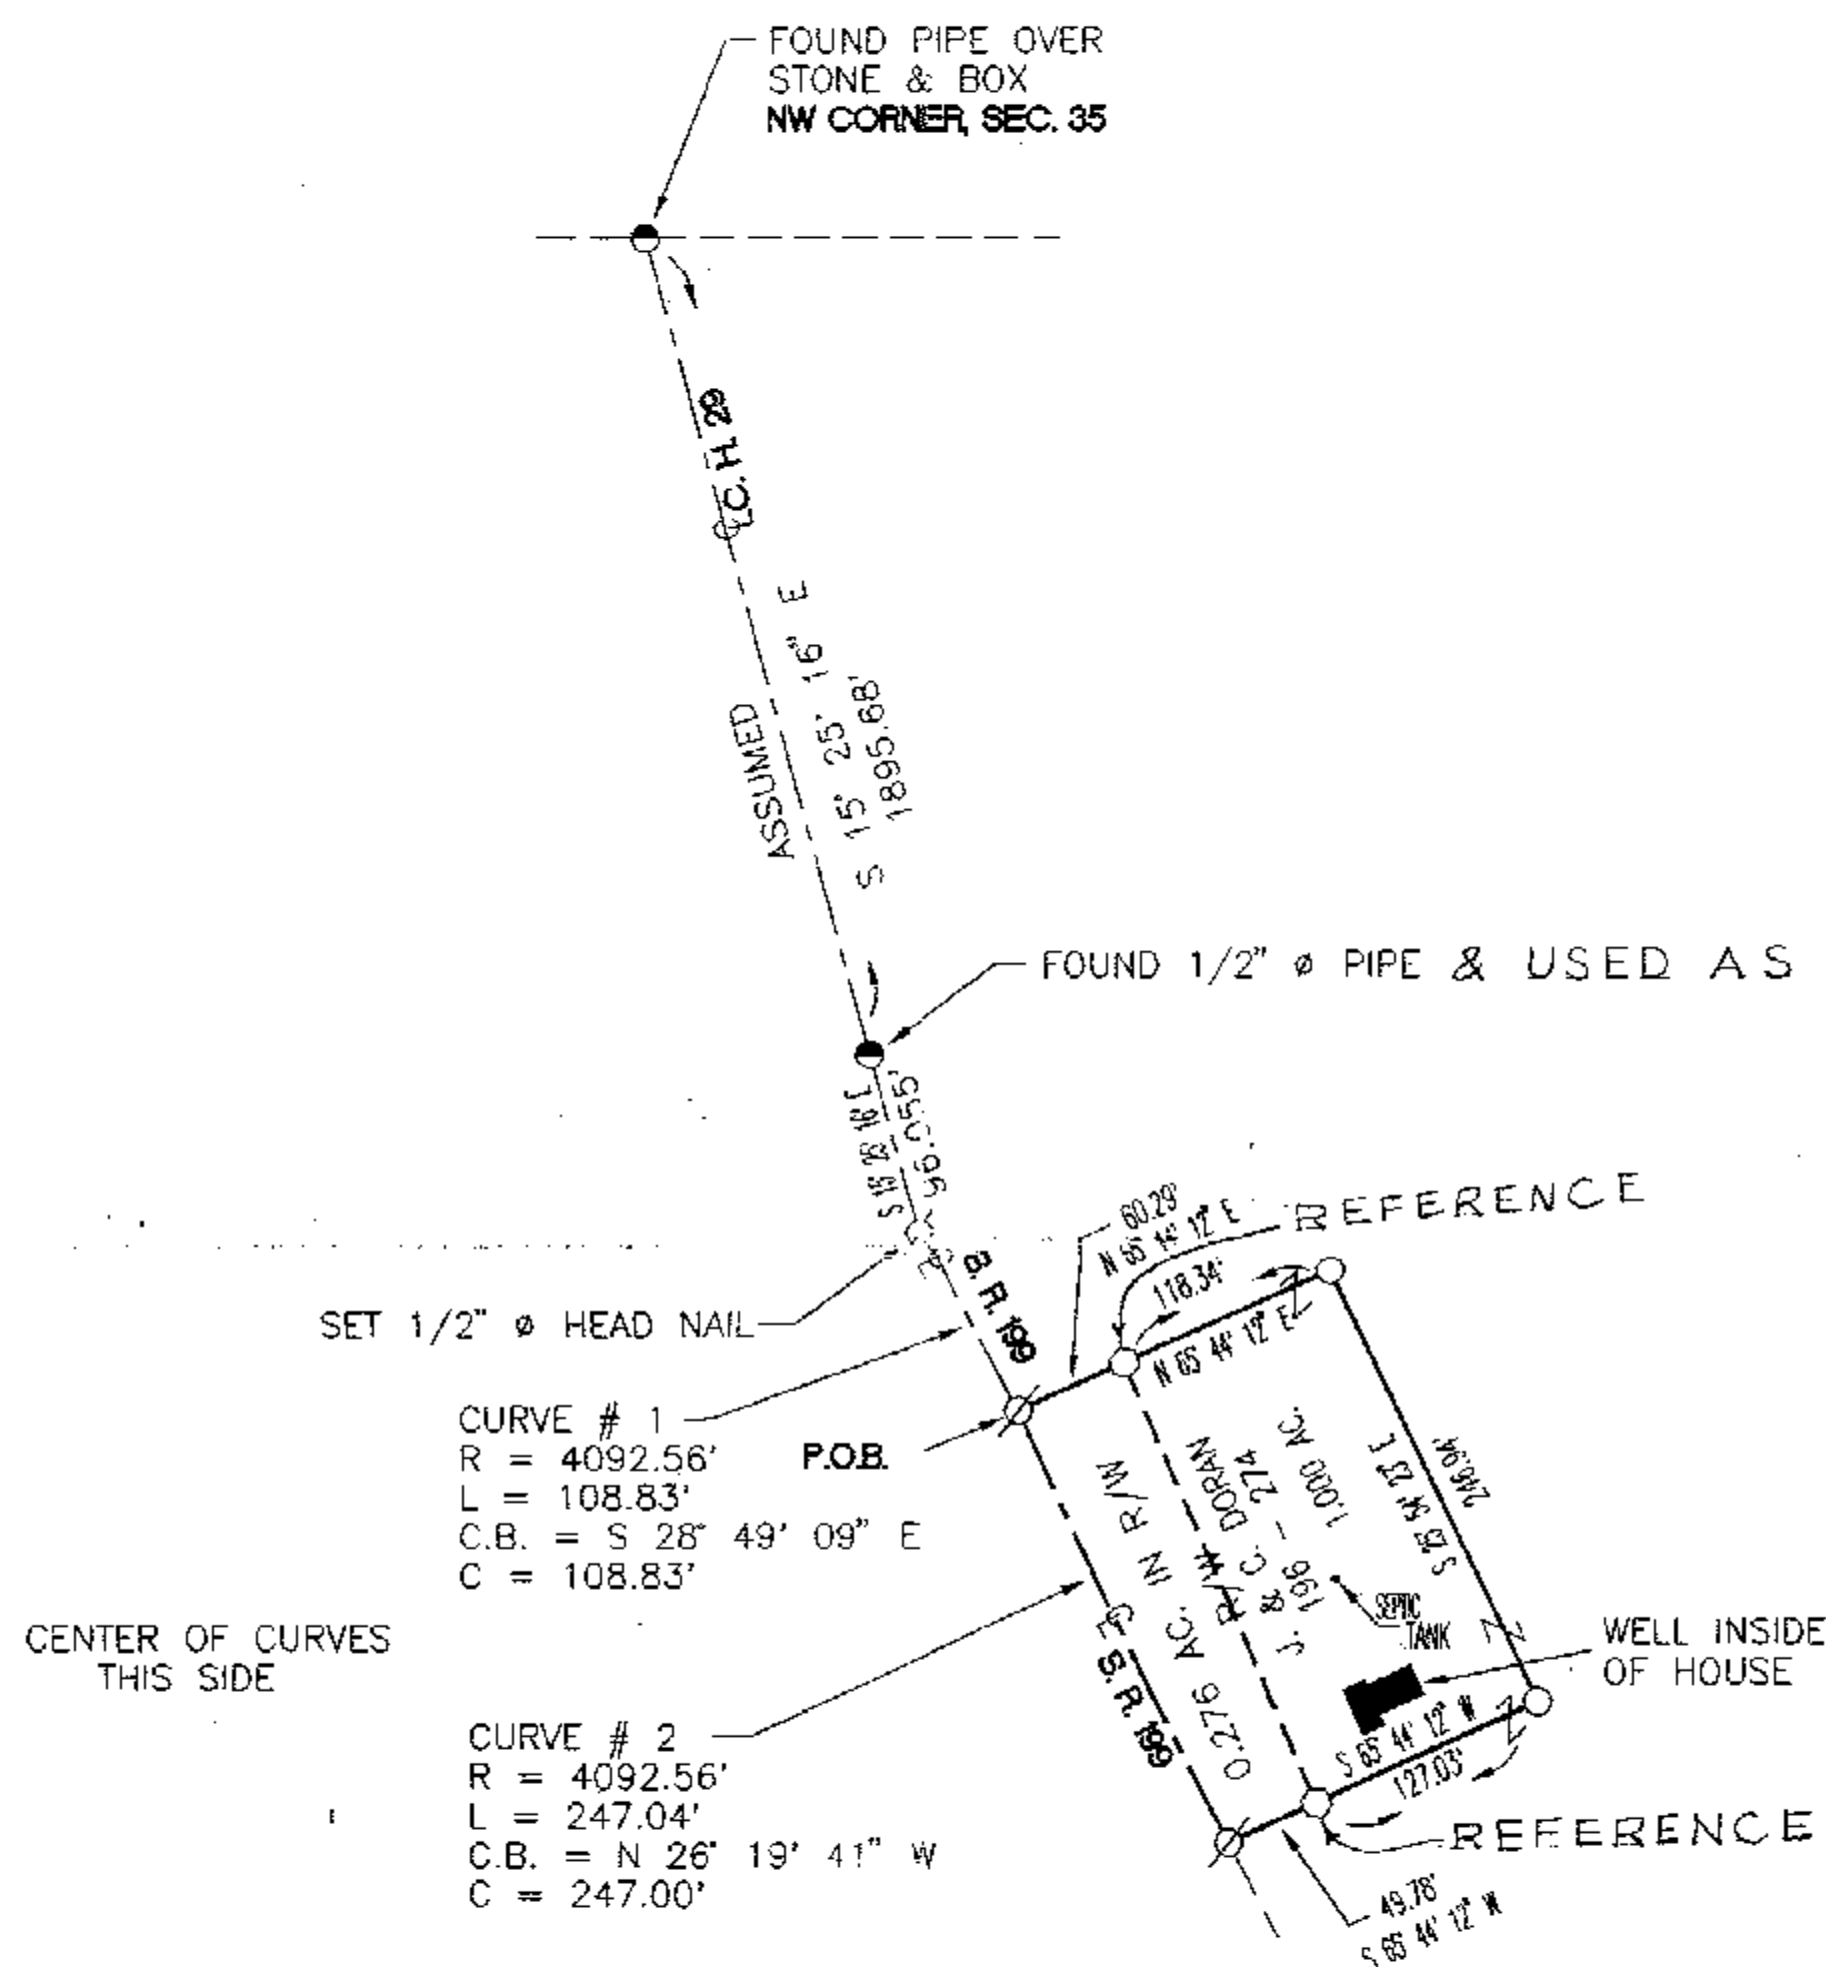 FOUND PIPE OVER
STONE & BOX
NW CORNER, SEC. 35
C. H. 29
ASSUMED
S 15° 25' 16" E
1895.68'
FOUND 1/2" ø PIPE & USED AS
REFERENCE
60.29'
N 65° 44' 12" E
118.34'
N 65° 44' 12" E
SET 1/2" ø HEAD NAIL
CURVE # 1
R = 4092.56'
L = 108.83'
C.B. = S 28° 49' 09" E
C = 108.83'
P.O.B.
CENTER OF CURVES
THIS SIDE
CURVE # 2
R = 4092.56'
L = 247.04'
C.B. = N 26° 19' 41" W
C = 247.00'
S. R. 199
0.276 AC. IN R/W
R/W
J. & C. DORAN
196 - 274
1.000 AC.
246.94'
SEPTIC
TANK
WELL INSIDE
OF HOUSE
S 65° 44' 12" W
127.03'
REFERENCE
49.78'
S 65° 44' 12" W